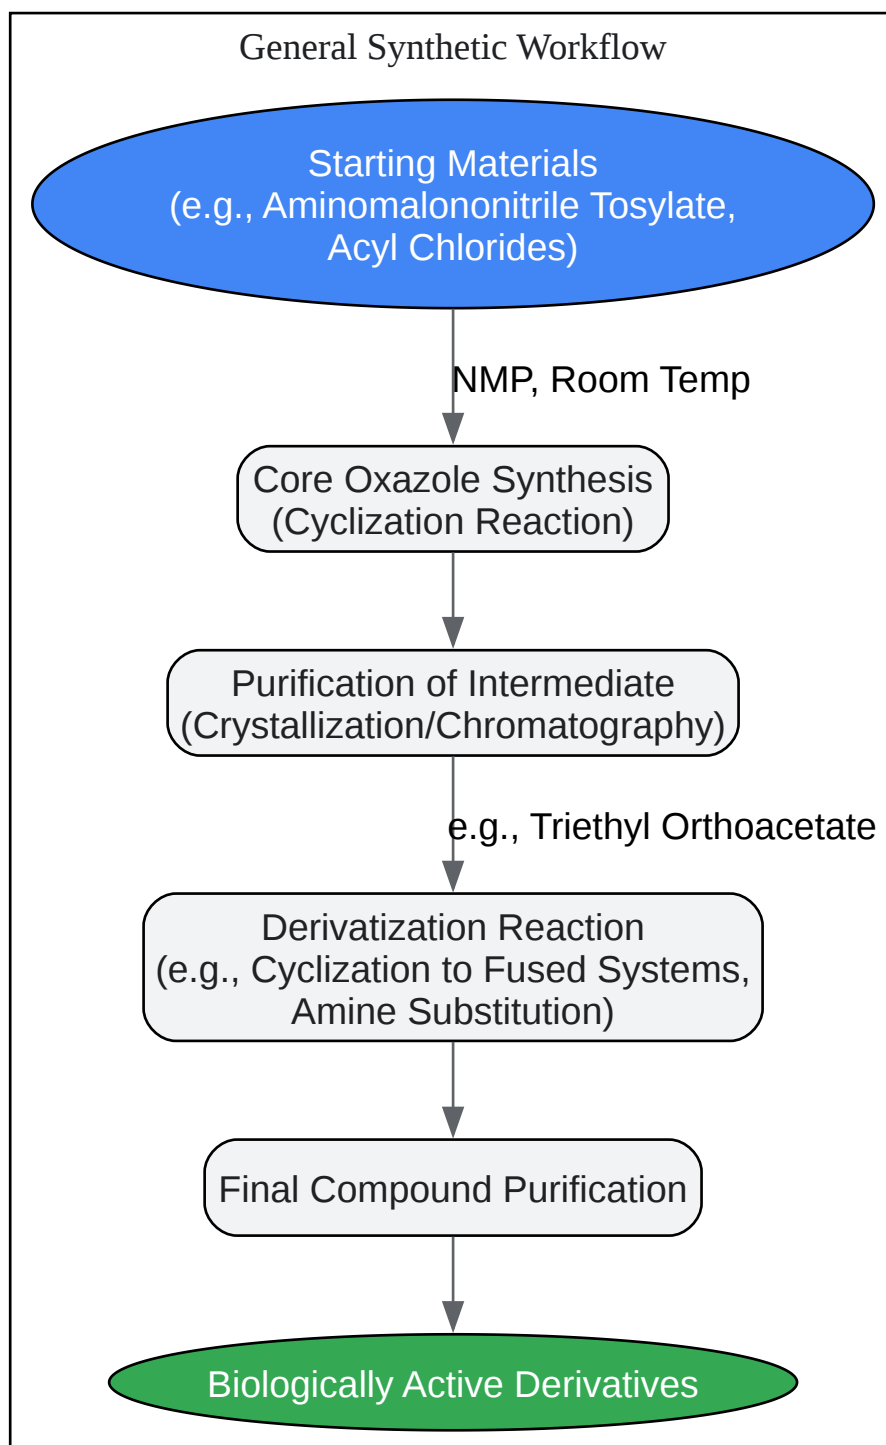 General Synthetic Workflow
Starting Materials
(e.g., Aminomalononitrile Tosylate,
Acyl Chlorides)
NMP, Room Temp
Core Oxazole Synthesis
(Cyclization Reaction)
Purification of Intermediate
(Crystallization/Chromatography)
e.g., Triethyl Orthoacetate
Derivatization Reaction
(e.g., Cyclization to Fused Systems,
Amine Substitution)
Final Compound Purification
Biologically Active Derivatives